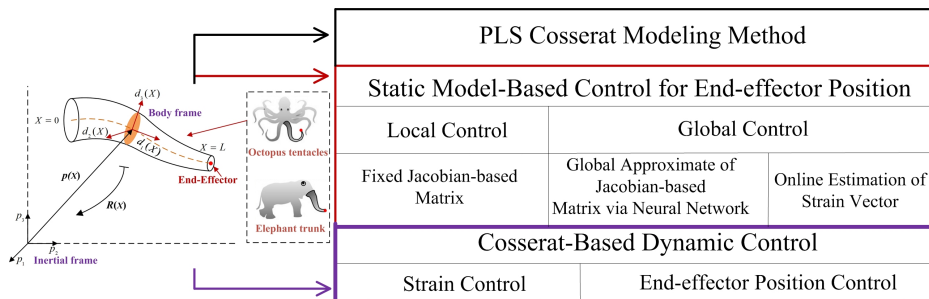 d₃(X)
Body frame
X = 0
d₂(X)
d₁(X)
X = L
p(X)
End-Effector
R(x)
p₃
p₂
p₁
Inertial frame
Octopus tentacles
Elephant trunk
PLS Cosserat Modeling Method
Static Model-Based Control for End-effector Position
Local Control
Global Control
Fixed Jacobian-based
Matrix
Global Approximate of
Jacobian-based
Matrix via Neural Network
Online Estimation of
Strain Vector
Cosserat-Based Dynamic Control
Strain Control
End-effector Position Control